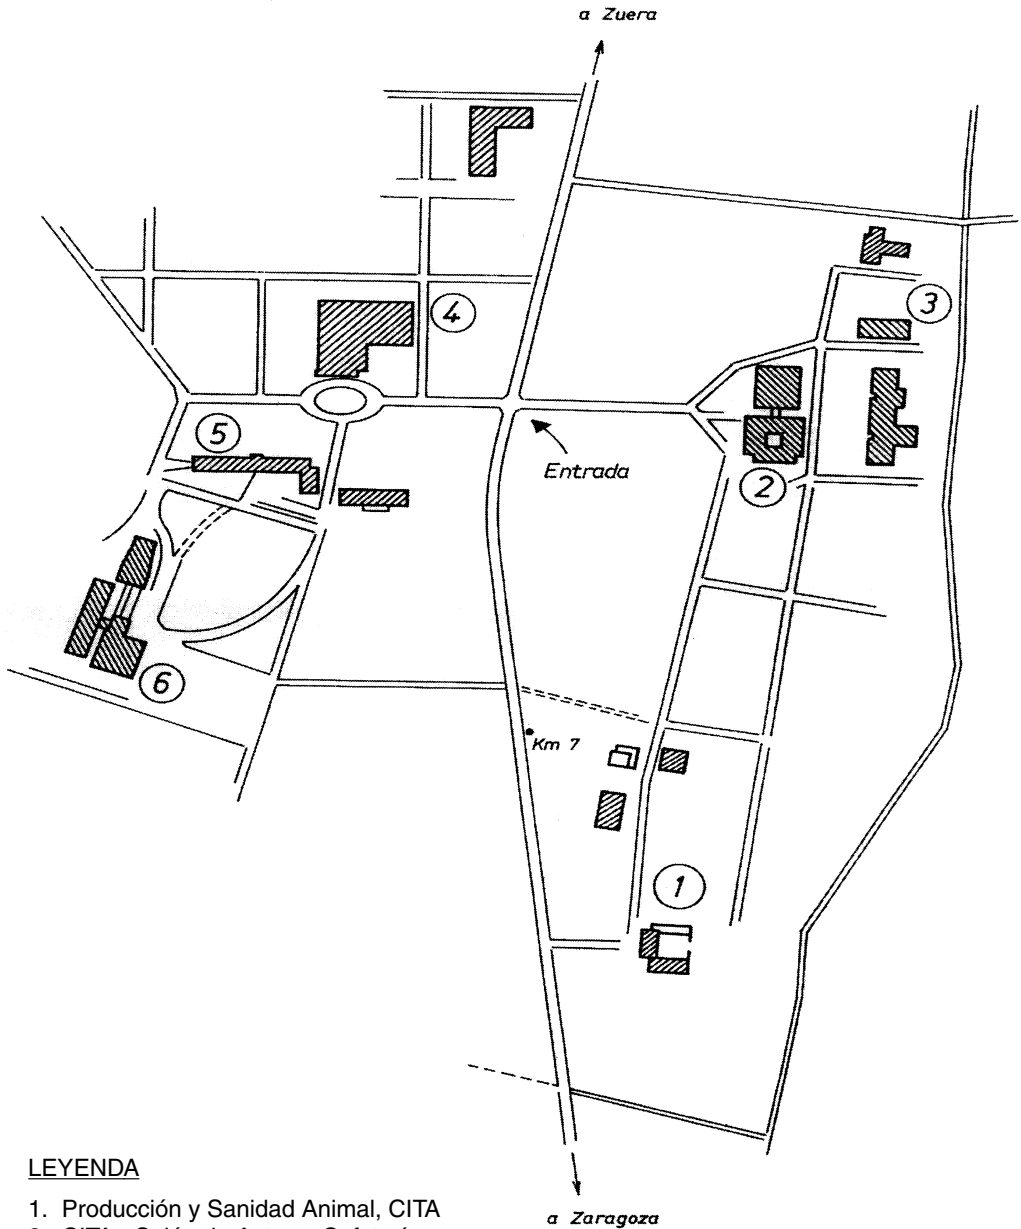 a Zuera
3
4
5
Entrada
2
6
Km 7
1
LEYENDA
1. Producción y Sanidad Animal, CITA
a Zaragoza